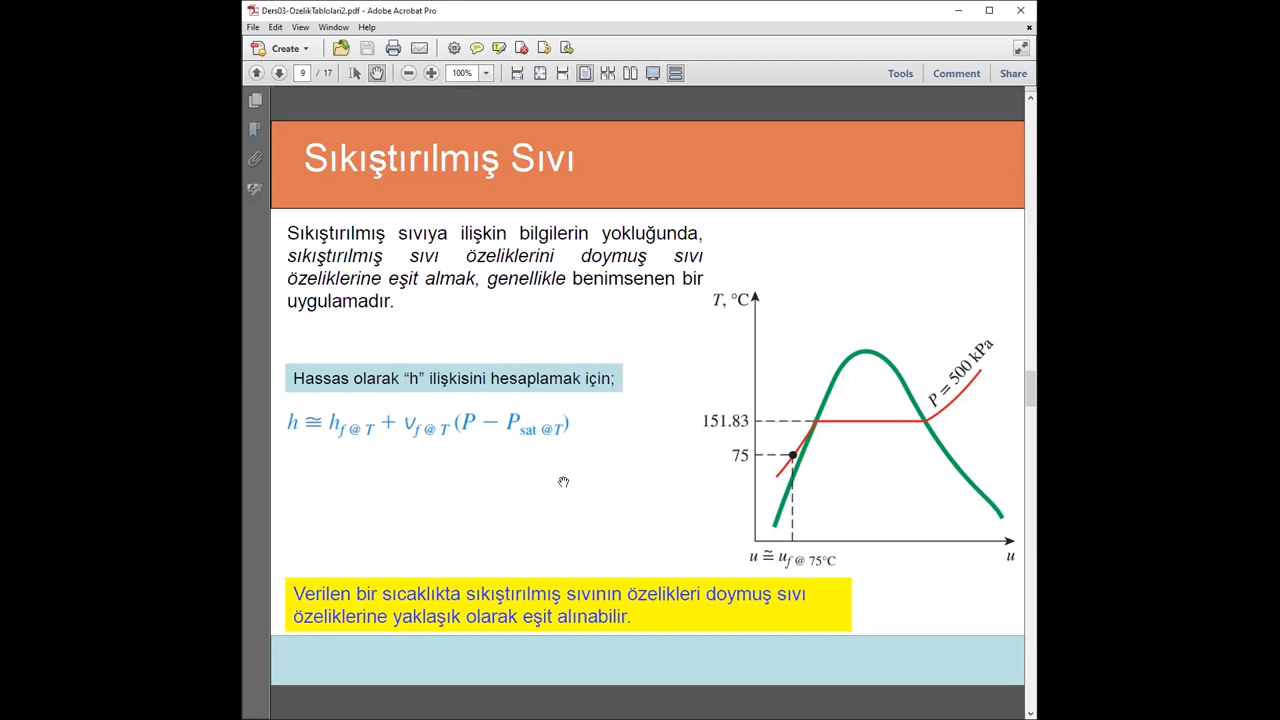 Ders03-OzelikTablolari2.pdf - Adobe Acrobat Pro
File Edit View Window Help
Create
9 / 17 100% Tools Comment Share
Sıkıştırılmış Sıvı
Sıkıştırılmış sıvıya ilişkin bilgilerin yokluğunda,
sıkıştırılmış sıvı özeliklerini doymuş sıvı
özeliklerine eşit almak, genellikle benimsenen bir
uygulamadır.
Hassas olarak “h” ilişkisini hesaplamak için;
h ≅ hf @ T + vf @ T (P − Psat @T)
T, °C
P = 500 kPa
151.83
75
u ≅ uf @ 75°C
u
Verilen bir sıcaklıkta sıkıştırılmış sıvının özelikleri doymuş sıvı
özeliklerine yaklaşık olarak eşit alınabilir.